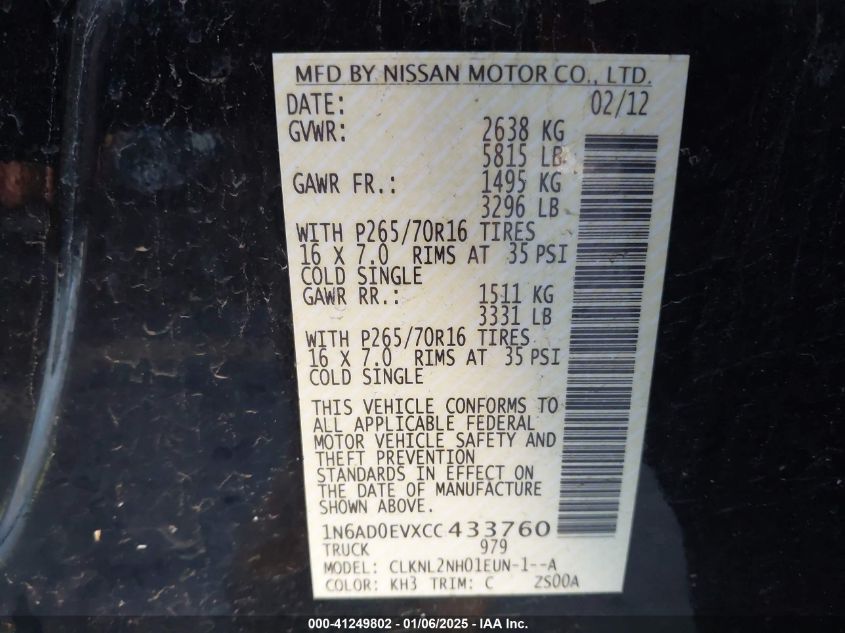 MFD BY NISSAN MOTOR CO., LTD.
DATE: 02/12
GVWR: 2638 KG
5815 LB
GAWR FR.: 1495 KG
3296 LB
WITH P265/70R16 TIRES
16 X 7.0 RIMS AT 35 PSI
COLD SINGLE
GAWR RR.: 1511 KG
3331 LB
WITH P265/70R16 TIRES
16 X 7.0 RIMS AT 35 PSI
COLD SINGLE
THIS VEHICLE CONFORMS TO
ALL APPLICABLE FEDERAL
MOTOR VEHICLE SAFETY AND
THEFT PREVENTION
STANDARDS IN EFFECT ON
THE DATE OF MANUFACTURE
SHOWN ABOVE.
1N6AD0EVXCC 433760
TRUCK 979
MODEL: CLKNL2NH01EUN-1--A
COLOR: KH3 TRIM: C ZS00A
000-41249802 - 01/06/2025 - IAA Inc.